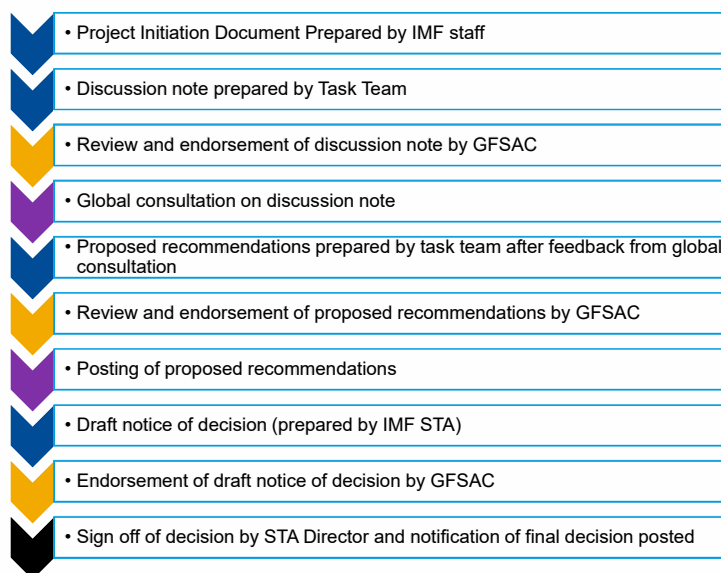 • Project Initiation Document Prepared by IMF staff
• Discussion note prepared by Task Team
• Review and endorsement of discussion note by GFSAC
• Global consultation on discussion note
• Proposed recommendations prepared by task team after feedback from global
consultation
• Review and endorsement of proposed recommendations by GFSAC
• Posting of proposed recommendations
• Draft notice of decision (prepared by IMF STA)
• Endorsement of draft notice of decision by GFSAC
• Sign off of decision by STA Director and notification of final decision posted